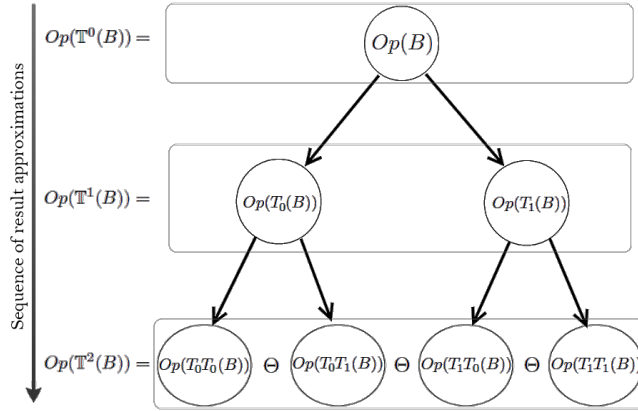 Sequence of result approximations
Op(𝕋⁰(B)) = Op(B)
Op(𝕋¹(B)) = Op(T₀(B)) Op(T₁(B))
Op(𝕋²(B)) = Op(T₀T₀(B)) Θ Op(T₀T₁(B)) Θ Op(T₁T₀(B)) Θ Op(T₁T₁(B))